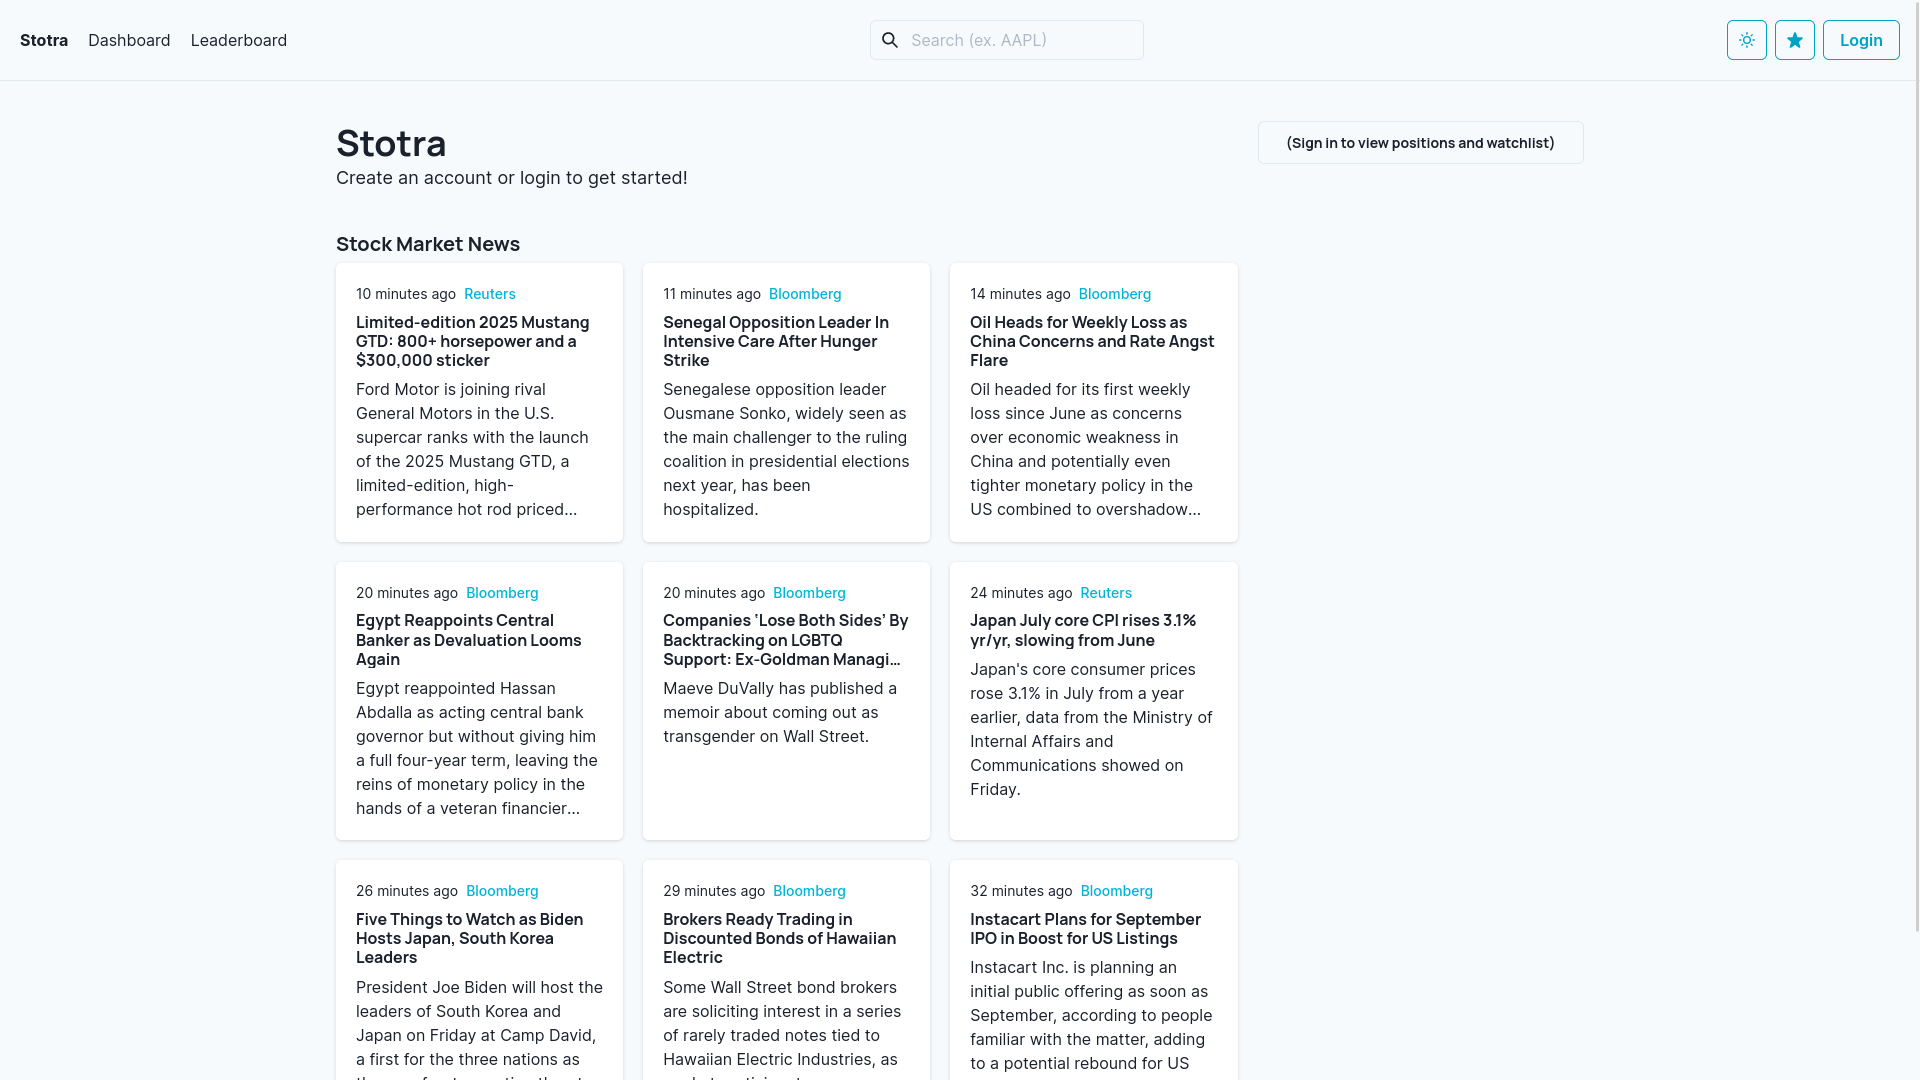 Stotra
Dashboard
Leaderboard
Search (ex. AAPL)
Login
Stotra
Create an account or login to get started!
(Sign in to view positions and watchlist)
Stock Market News
10 minutes ago Reuters
Limited-edition 2025 Mustang
GTD: 800+ horsepower and a
$300,000 sticker
Ford Motor is joining rival
General Motors in the U.S.
supercar ranks with the launch
of the 2025 Mustang GTD, a
limited-edition, high-
performance hot rod priced...
11 minutes ago Bloomberg
Senegal Opposition Leader In
Intensive Care After Hunger
Strike
Senegalese opposition leader
Ousmane Sonko, widely seen as
the main challenger to the ruling
coalition in presidential elections
next year, has been
hospitalized.
14 minutes ago Bloomberg
Oil Heads for Weekly Loss as
China Concerns and Rate Angst
Flare
Oil headed for its first weekly
loss since June as concerns
over economic weakness in
China and potentially even
tighter monetary policy in the
US combined to overshadow...
20 minutes ago Bloomberg
Egypt Reappoints Central
Banker as Devaluation Looms
Again
Egypt reappointed Hassan
Abdalla as acting central bank
governor but without giving him
a full four-year term, leaving the
reins of monetary policy in the
hands of a veteran financier...
20 minutes ago Bloomberg
Companies ‘Lose Both Sides’ By
Backtracking on LGBTQ
Support: Ex-Goldman Managi...
Maeve DuVally has published a
memoir about coming out as
transgender on Wall Street.
24 minutes ago Reuters
Japan July core CPI rises 3.1%
yr/yr, slowing from June
Japan's core consumer prices
rose 3.1% in July from a year
earlier, data from the Ministry of
Internal Affairs and
Communications showed on
Friday.
26 minutes ago Bloomberg
Five Things to Watch as Biden
Hosts Japan, South Korea
Leaders
President Joe Biden will host the
leaders of South Korea and
Japan on Friday at Camp David,
a first for the three nations as
29 minutes ago Bloomberg
Brokers Ready Trading in
Discounted Bonds of Hawaiian
Electric
Some Wall Street bond brokers
are soliciting interest in a series
of rarely traded notes tied to
Hawaiian Electric Industries, as
32 minutes ago Bloomberg
Instacart Plans for September
IPO in Boost for US Listings
Instacart Inc. is planning an
initial public offering as soon as
September, according to people
familiar with the matter, adding
to a potential rebound for US